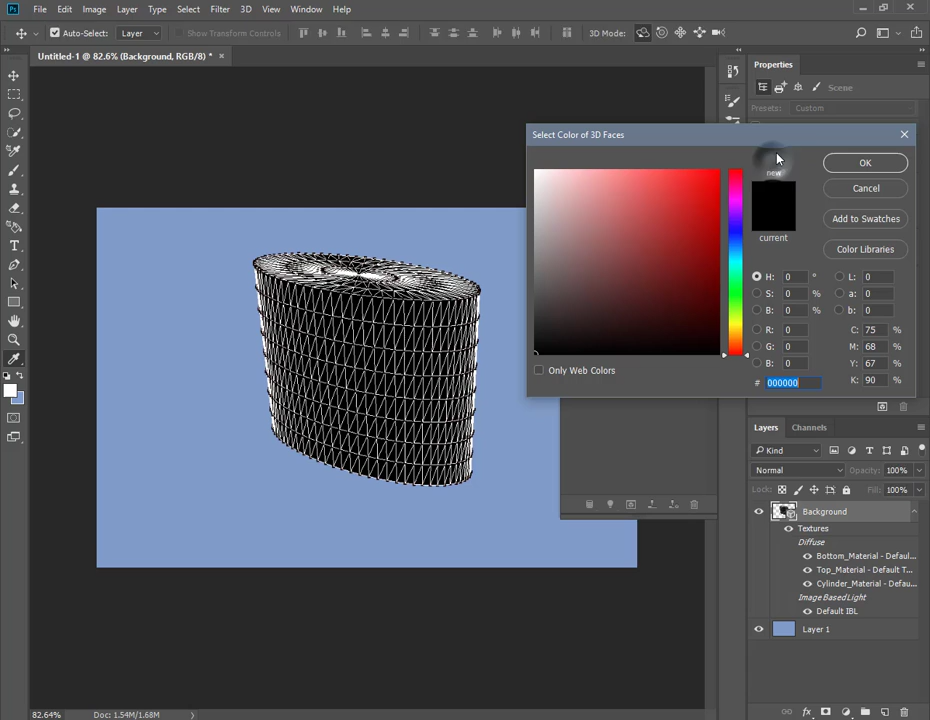 Ps File Edit Image Layer Type Select Filter 3D View Window Help
Auto-Select: Layer Show Transform Controls 3D Mode:
Untitled-1 @ 82.6% (Background, RGB/8) * ×
Properties
Scene
Presets: Custom
Select Color of 3D Faces
new
current
OK
Cancel
Add to Swatches
Color Libraries
H: 0 ° L: 0
S: 0 % a: 0
B: 0 % b: 0
R: 0 C: 75 %
G: 0 M: 68 %
B: 0 Y: 67 %
# 000000 K: 90 %
Only Web Colors
Layers Channels
Kind
Normal Opacity: 100%
Lock: Fill: 100%
Background
Textures
Diffuse
Bottom_Material - Defaul...
Top_Material - Default T...
Cylinder_Material - Defau...
Image Based Light
Default IBL
Layer 1
fx
82.64% Doc: 1.54M/1.68M